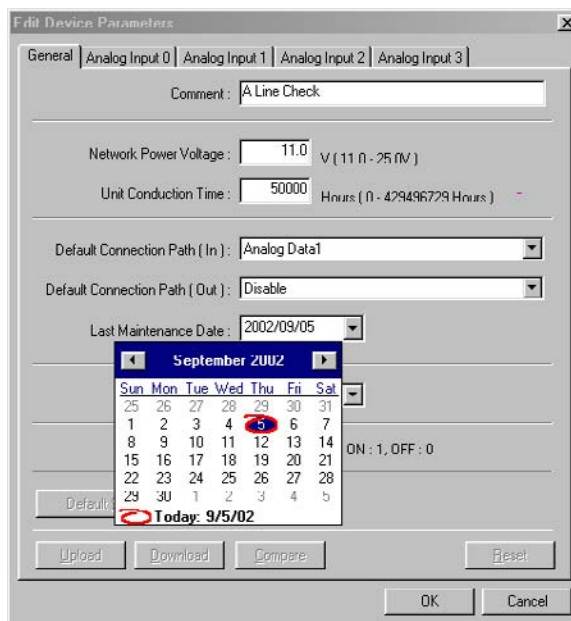 Edit Device Parameters
General Analog Input 0 Analog Input 1 Analog Input 2 Analog Input 3
Comment : A Line Check
Network Power Voltage : 11.0 V ( 11.0 - 25.0V )
Unit Conduction Time : 50000 Hours ( 0 - 429496729 Hours )
Default Connection Path ( In ) : Analog Data1
Default Connection Path ( Out ) : Disable
Last Maintenance Date : 2002/09/05
September 2002
Sun Mon Tue Wed Thu Fri Sat
25 26 27 28 29 30 31
1 2 3 4 5 6 7
8 9 10 11 12 13 14
ON : 1, OFF : 0
15 16 17 18 19 20 21
22 23 24 25 26 27 28
29 30 1 2 3 4 5
Default
Today: 9/5/02
Upload Download Compare Reset
OK Cancel